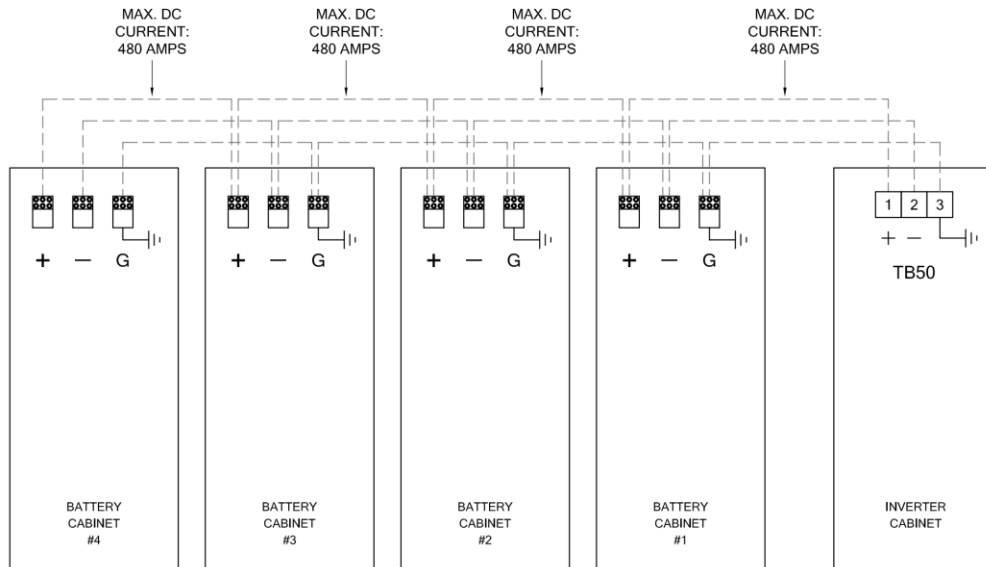 MAX. DC
CURRENT:
480 AMPS
MAX. DC
CURRENT:
480 AMPS
MAX. DC
CURRENT:
480 AMPS
MAX. DC
CURRENT:
480 AMPS
1 2 3
+ — G
+ — G
+ — G
+ — G
+ —
TB50
BATTERY
CABINET
#4
BATTERY
CABINET
#3
BATTERY
CABINET
#2
BATTERY
CABINET
#1
INVERTER
CABINET